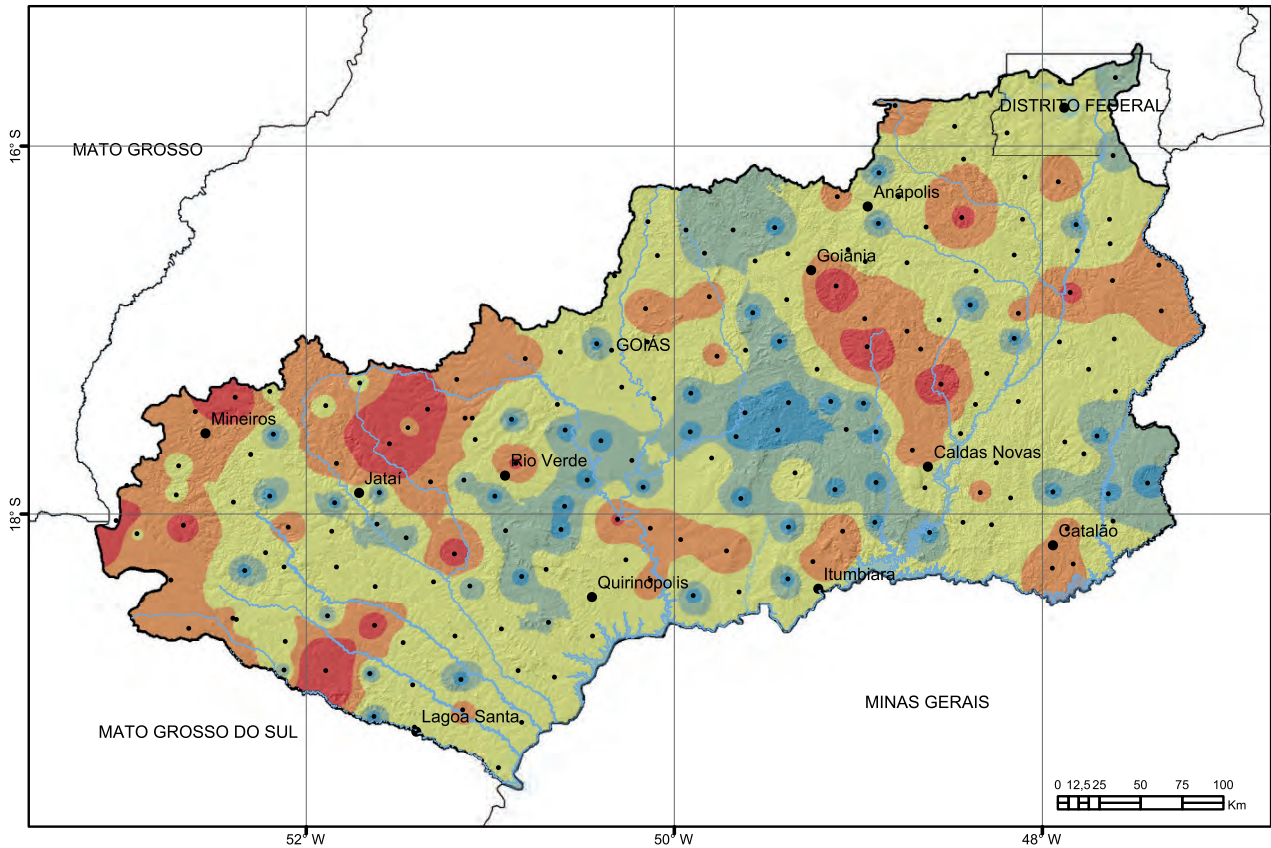 DISTRITO FEDERAL
16° S
MATO GROSSO
Anápolis
Goiânia
GOIÁS
Mineiros
Caldas Novas
Rio Verde
Jataí
18° S
Catalão
Quirinópolis
Itumbiara
MINAS GERAIS
Lagoa Santa
MATO GROSSO DO SUL
0 12,5 25 50 75 100
Km
52° W 50° W 48° W